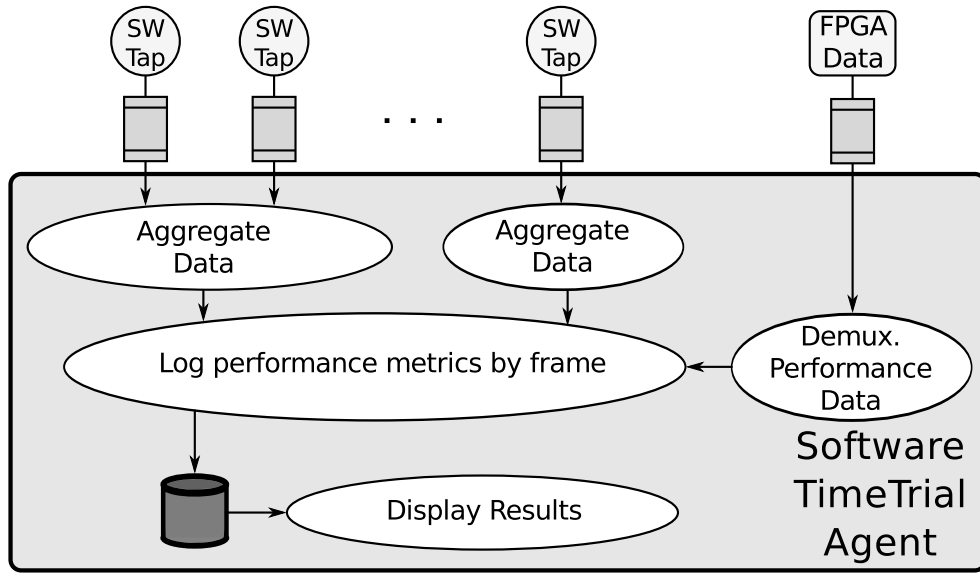 SW
Tap
SW
Tap
SW
Tap
FPGA
Data
. . .
Aggregate
Data
Aggregate
Data
Log performance metrics by frame
Demux.
Performance
Data
Display Results
Software
TimeTrial
Agent